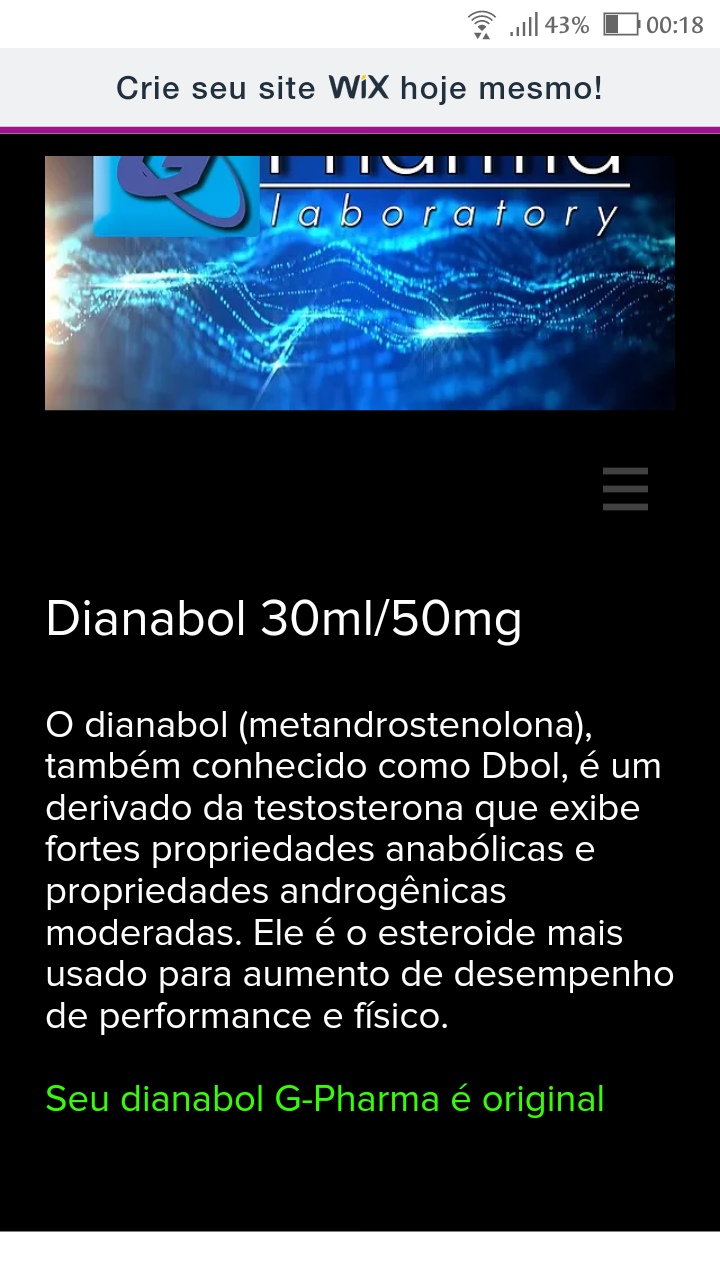 43% 00:18
Crie seu site WiX hoje mesmo!
Pharma
laboratory
Dianabol 30ml/50mg
O dianabol (metandrostenolona),
também conhecido como Dbol, é um
derivado da testosterona que exibe
fortes propriedades anabólicas e
propriedades androgênicas
moderadas. Ele é o esteroide mais
usado para aumento de desempenho
de performance e físico.
Seu dianabol G-Pharma é original